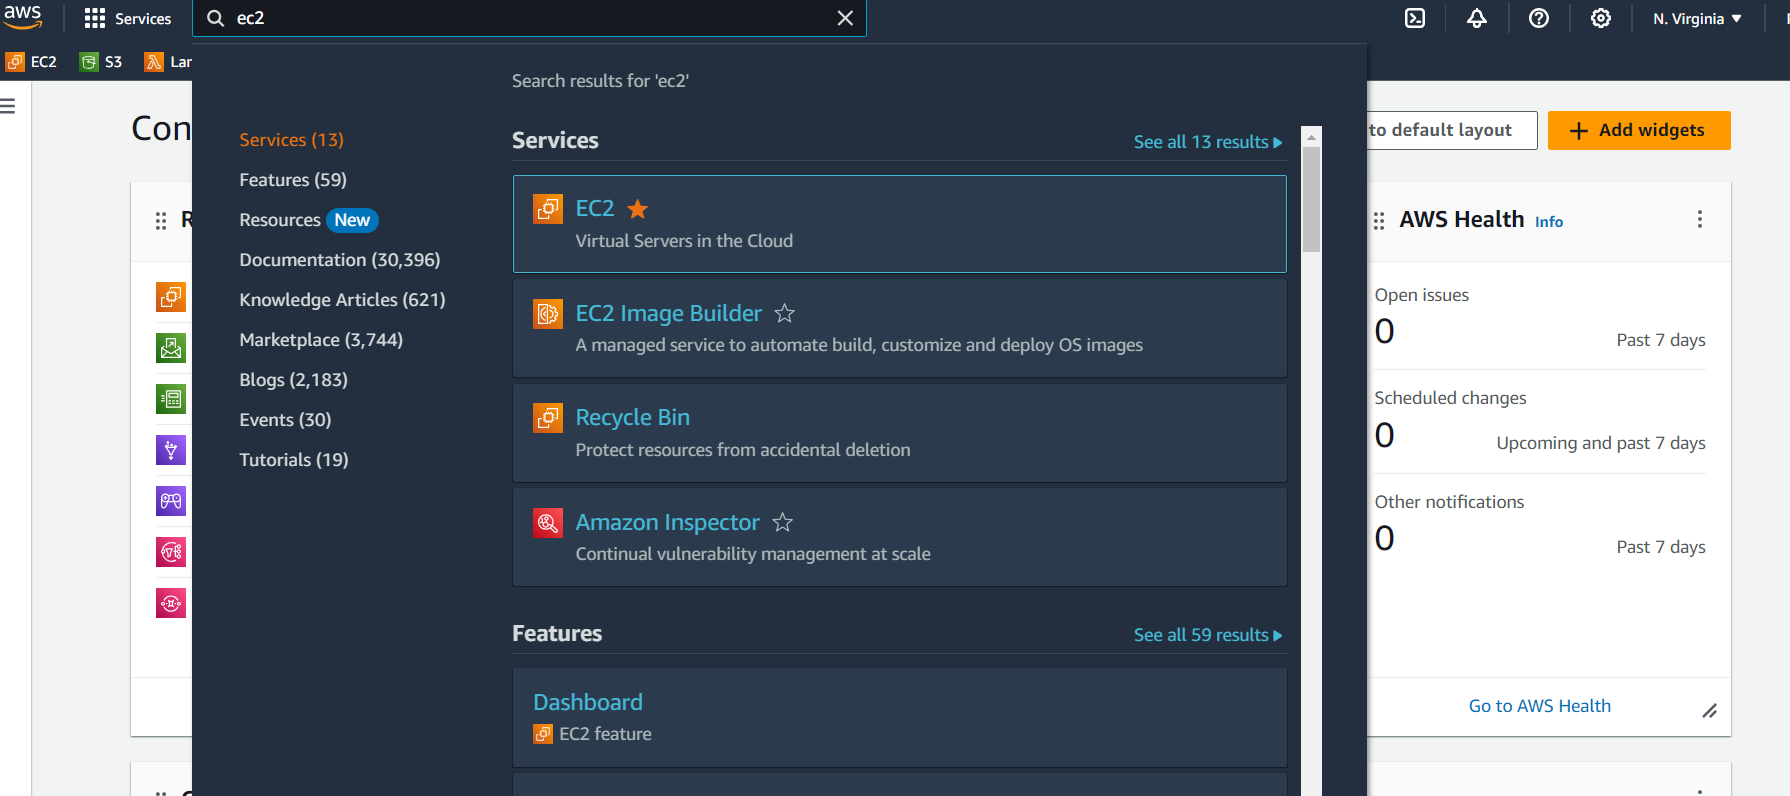 aws
Services
ec2
N. Virginia
EC2
S3
Search results for 'ec2'
Services (13)
Features (59)
Resources New
Documentation (30,396)
Knowledge Articles (621)
Marketplace (3,744)
Blogs (2,183)
Events (30)
Tutorials (19)
Services
See all 13 results
EC2
Virtual Servers in the Cloud
EC2 Image Builder
A managed service to automate build, customize and deploy OS images
Recycle Bin
Protect resources from accidental deletion
Amazon Inspector
Continual vulnerability management at scale
Features
See all 59 results
Dashboard
EC2 feature
Con
to default layout
Add widgets
R
AWS Health Info
Open issues
0
Past 7 days
Scheduled changes
0
Upcoming and past 7 days
Other notifications
0
Past 7 days
Go to AWS Health